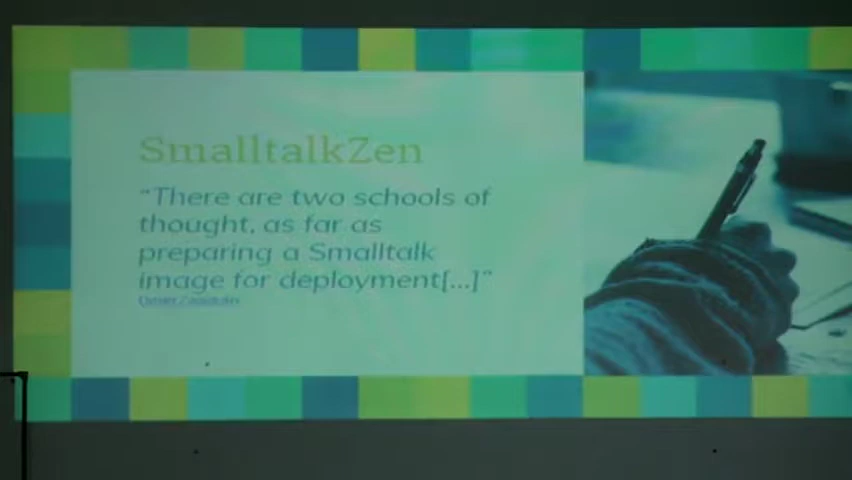 SmalltalkZen
“There are two schools of
thought, as far as
preparing a Smalltalk
image for deployment[...]”